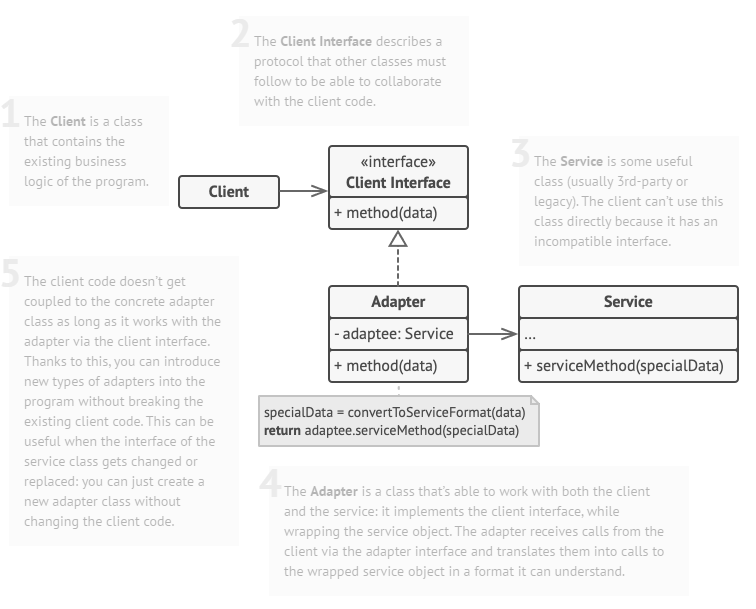 1
The Client is a class
that contains the
existing business
logic of the program.
2
The Client Interface describes a
protocol that other classes must
follow to be able to collaborate
with the client code.
3
The Service is some useful
class (usually 3rd-party or
legacy). The client can't use this
class directly because it has an
incompatible interface.
Client
«interface»
Client Interface
+ method(data)
Adapter
- adaptee: Service
+ method(data)
Service
...
+ serviceMethod(specialData)
specialData = convertToServiceFormat(data)
return adaptee.serviceMethod(specialData)
4
The Adapter is a class that's able to work with both the client
and the service: it implements the client interface, while
wrapping the service object. The adapter receives calls from the
client via the adapter interface and translates them into calls to
the wrapped service object in a format it can understand.
5
The client code doesn't get
coupled to the concrete adapter
class as long as it works with the
adapter via the client interface.
Thanks to this, you can introduce
new types of adapters into the
program without breaking the
existing client code. This can be
useful when the interface of the
service class gets changed or
replaced: you can just create a
new adapter class without
changing the client code.